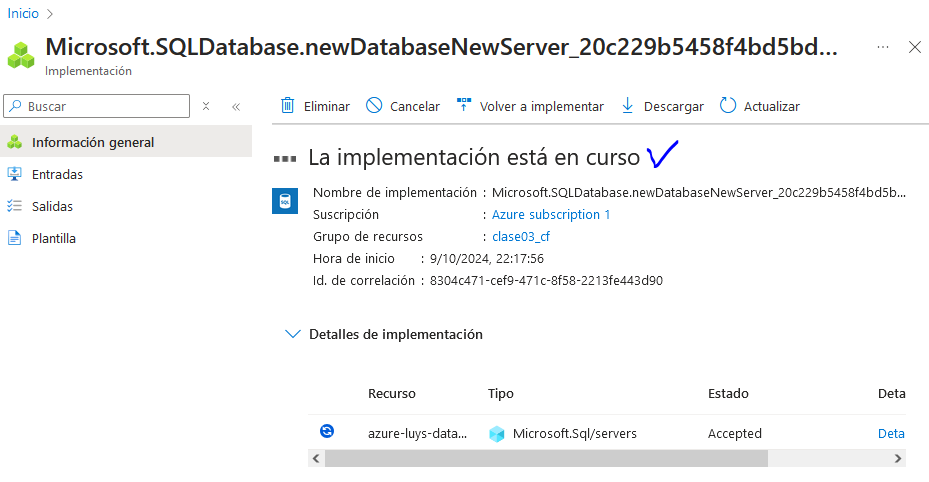 Inicio
Microsoft.SQLDatabase.newDatabaseNewServer_20c229b5458f4bd5bd...
Implementación
Buscar
Eliminar Cancelar Volver a implementar Descargar Actualizar
Información general
Entradas
Salidas
Plantilla
La implementación está en curso
Nombre de implementación : Microsoft.SQLDatabase.newDatabaseNewServer_20c229b5458f4bd5b...
Suscripción : Azure subscription 1
Grupo de recursos : clase03_cf
Hora de inicio : 9/10/2024, 22:17:56
Id. de correlación : 8304c471-cef9-471c-8f58-2213fe443d90
Detalles de implementación
Recurso Tipo Estado Deta
azure-luys-data... Microsoft.Sql/servers Accepted Deta